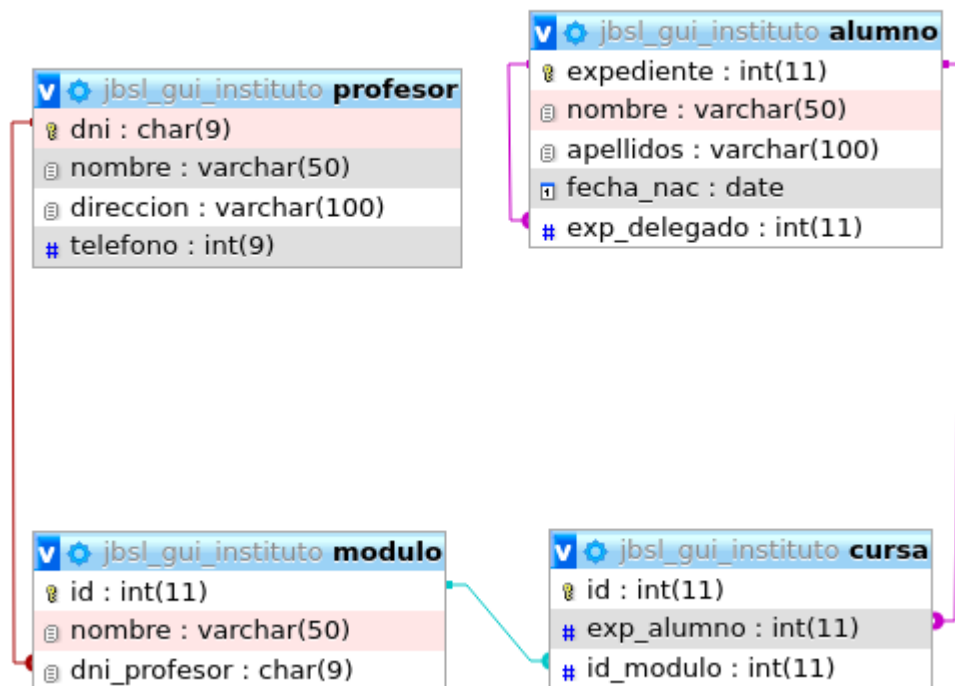 v jbsl_gui_instituto profesor
dni : char(9)
nombre : varchar(50)
direccion : varchar(100)
# telefono : int(9)
v jbsl_gui_instituto alumno
expediente : int(11)
nombre : varchar(50)
apellidos : varchar(100)
1 fecha_nac : date
# exp_delegado : int(11)
v jbsl_gui_instituto modulo
id : int(11)
nombre : varchar(50)
dni_profesor : char(9)
v jbsl_gui_instituto cursa
id : int(11)
# exp_alumno : int(11)
# id_modulo : int(11)